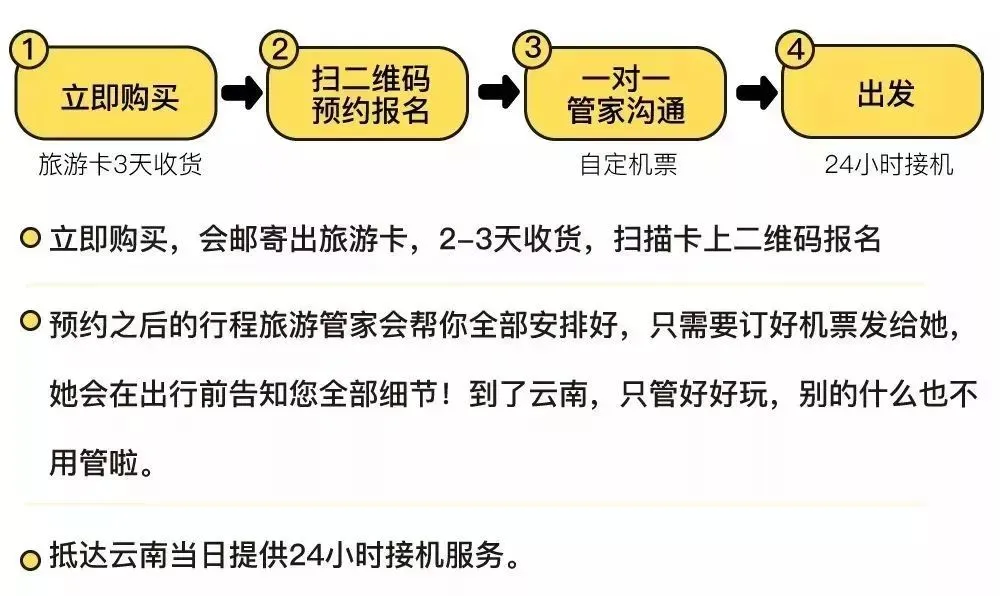 1
2
3
4
立即购买
扫二维码
预约报名
一对一
管家沟通
出发
旅游卡3天收货
自定机票
24小时接机
立即购买，会邮寄出旅游卡，2-3天收货，扫描卡上二维码报名
预约之后的行程旅游管家会帮你全部安排好，只需要订好机票发给她，
她会在出行前告知您全部细节！到了云南，只管好好玩，别的什么也不
用管啦。
抵达云南当日提供24小时接机服务。